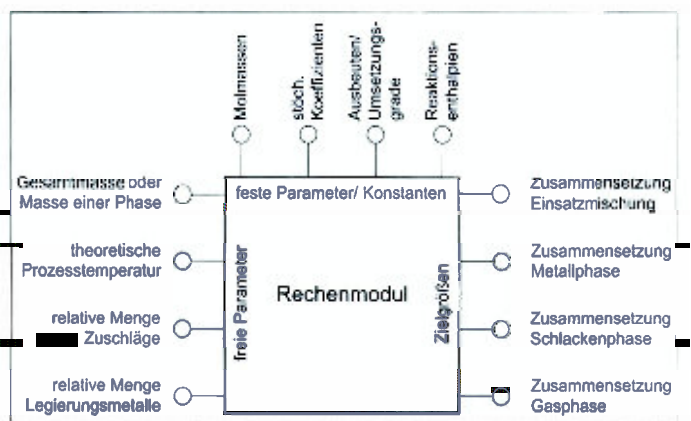 Molmassen
stöch.
Koeffizienten
Ausbeuten/
Umsetzungs-
grade
Reaktions-
enthalpien
Gesamtmasse oder
Masse einer Phase
feste Parameter/ Konstanten
Zusammensetzung
Einsatzmischung
theoretische
Prozesstemperatur
freie Parameter
Rechenmodul
Zielgrößen
Zusammensetzung
Metallphase
relative Menge
Zuschläge
Zusammensetzung
Schlackenphase
relative Menge
Legierungsmetalle
Zusammensetzung
Gasphase